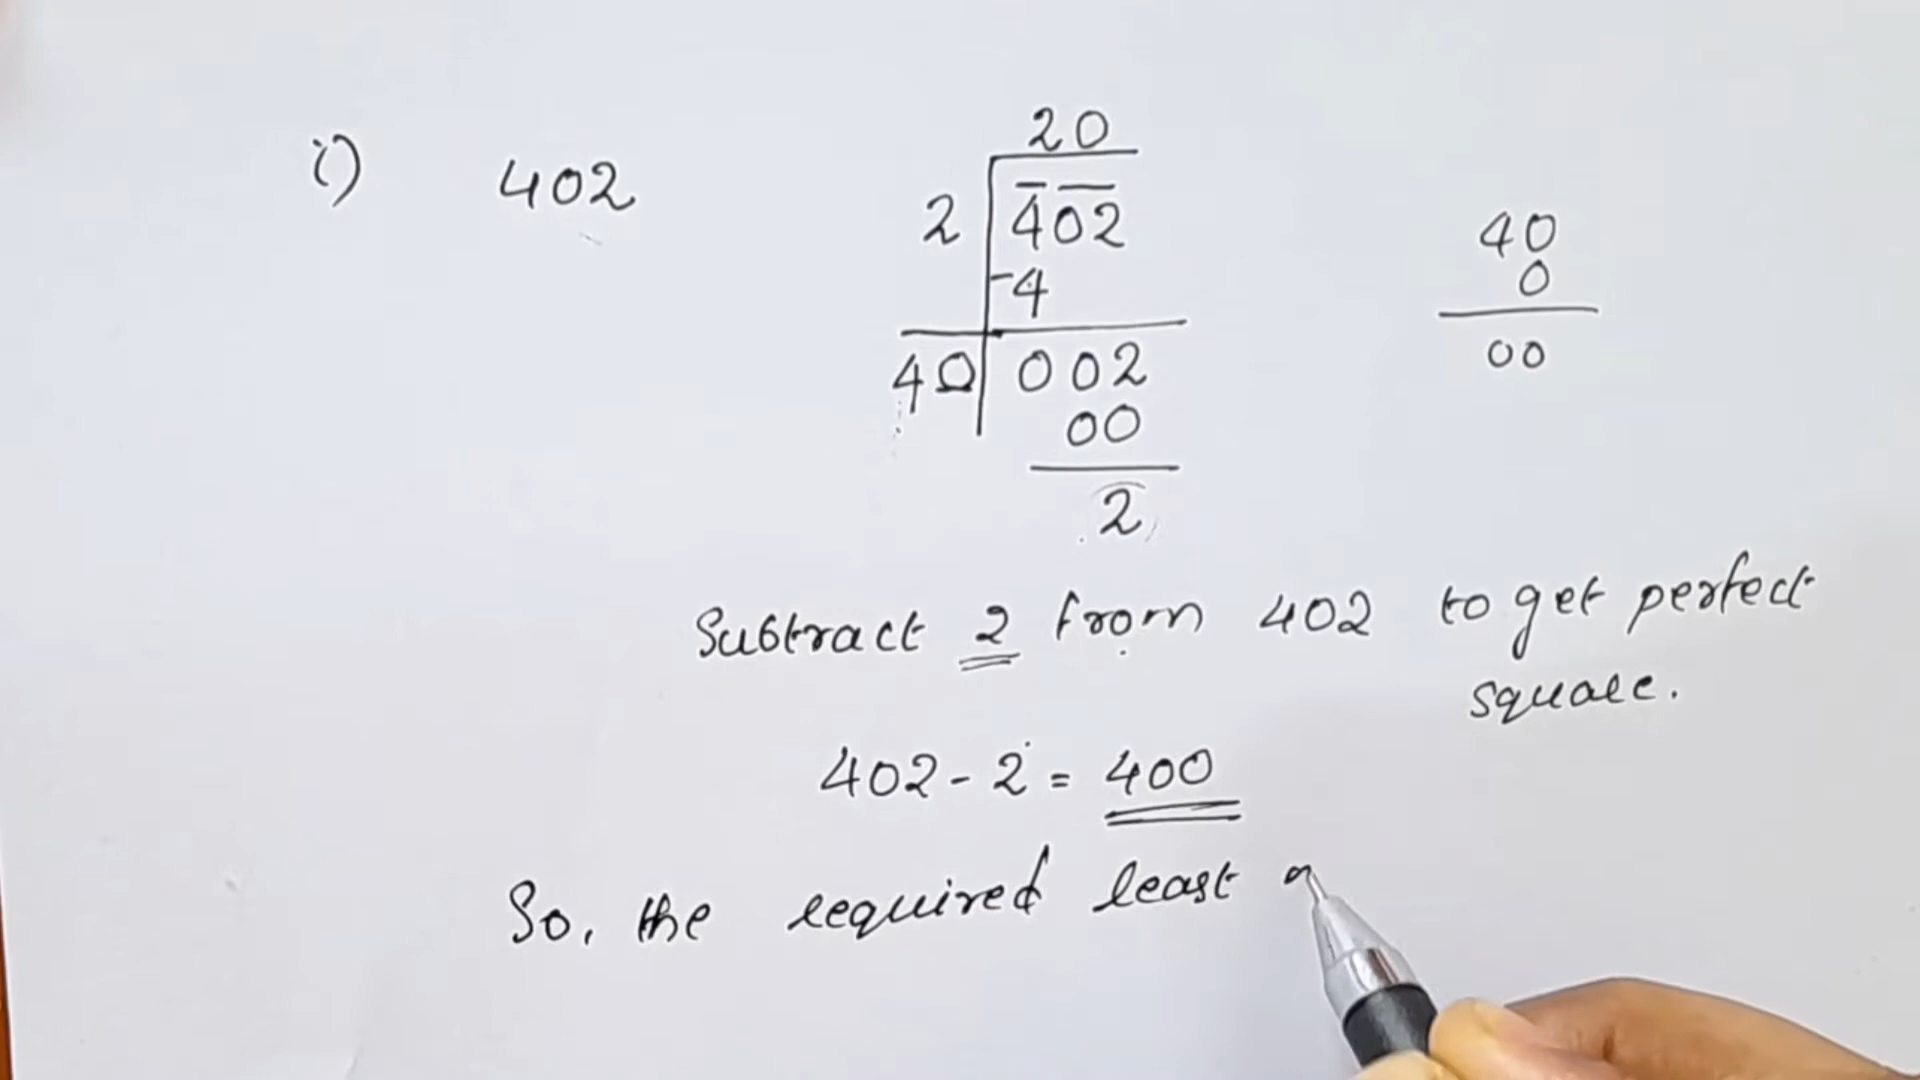 i) 402
20
2 402
-4
40 002
00
2
40
0
00
Subtract 2 from 402 to get perfect
square.
402 - 2 = 400
So, the required least